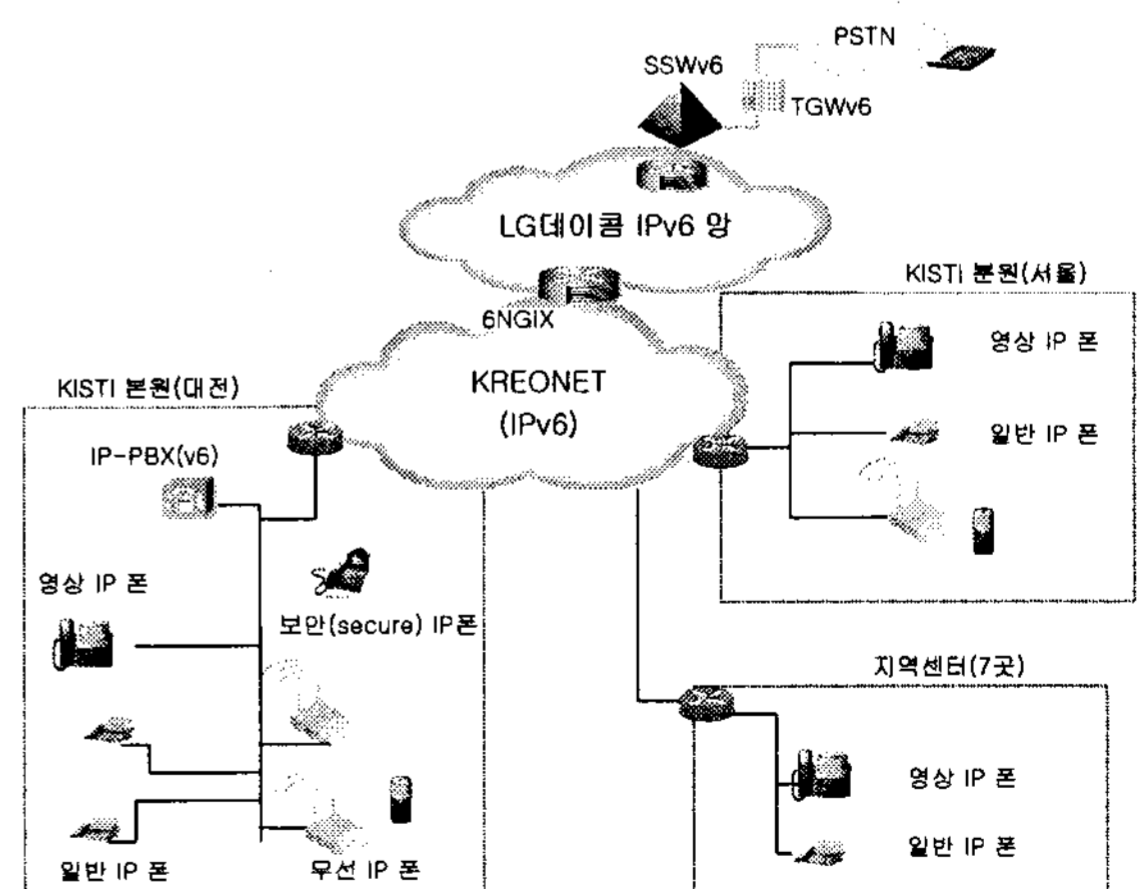 PSTN
SSWv6
TGWv6
LG데이콤 IPv6 망
6NGIX
KISTI 분원(서울)
영상 IP 폰
일반 IP 폰
KREONET
(IPv6)
KISTI 본원(대전)
IP-PBX(v6)
영상 IP 폰
보안(secure) IP폰
일반 IP 폰
무선 IP 폰
지역센터(7곳)
영상 IP 폰
일반 IP 폰